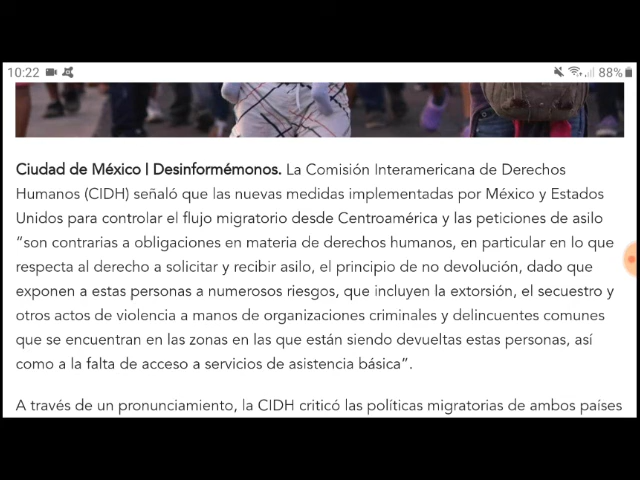 10:22
88%
Ciudad de México | Desinformémonos. La Comisión Interamericana de Derechos
Humanos (CIDH) señaló que las nuevas medidas implementadas por México y Estados
Unidos para controlar el flujo migratorio desde Centroamérica y las peticiones de asilo
“son contrarias a obligaciones en materia de derechos humanos, en particular en lo que
respecta al derecho a solicitar y recibir asilo, el principio de no devolución, dado que
exponen a estas personas a numerosos riesgos, que incluyen la extorsión, el secuestro y
otros actos de violencia a manos de organizaciones criminales y delincuentes comunes
que se encuentran en las zonas en las que están siendo devueltas estas personas, así
como a la falta de acceso a servicios de asistencia básica”.
A través de un pronunciamiento, la CIDH criticó las políticas migratorias de ambos países